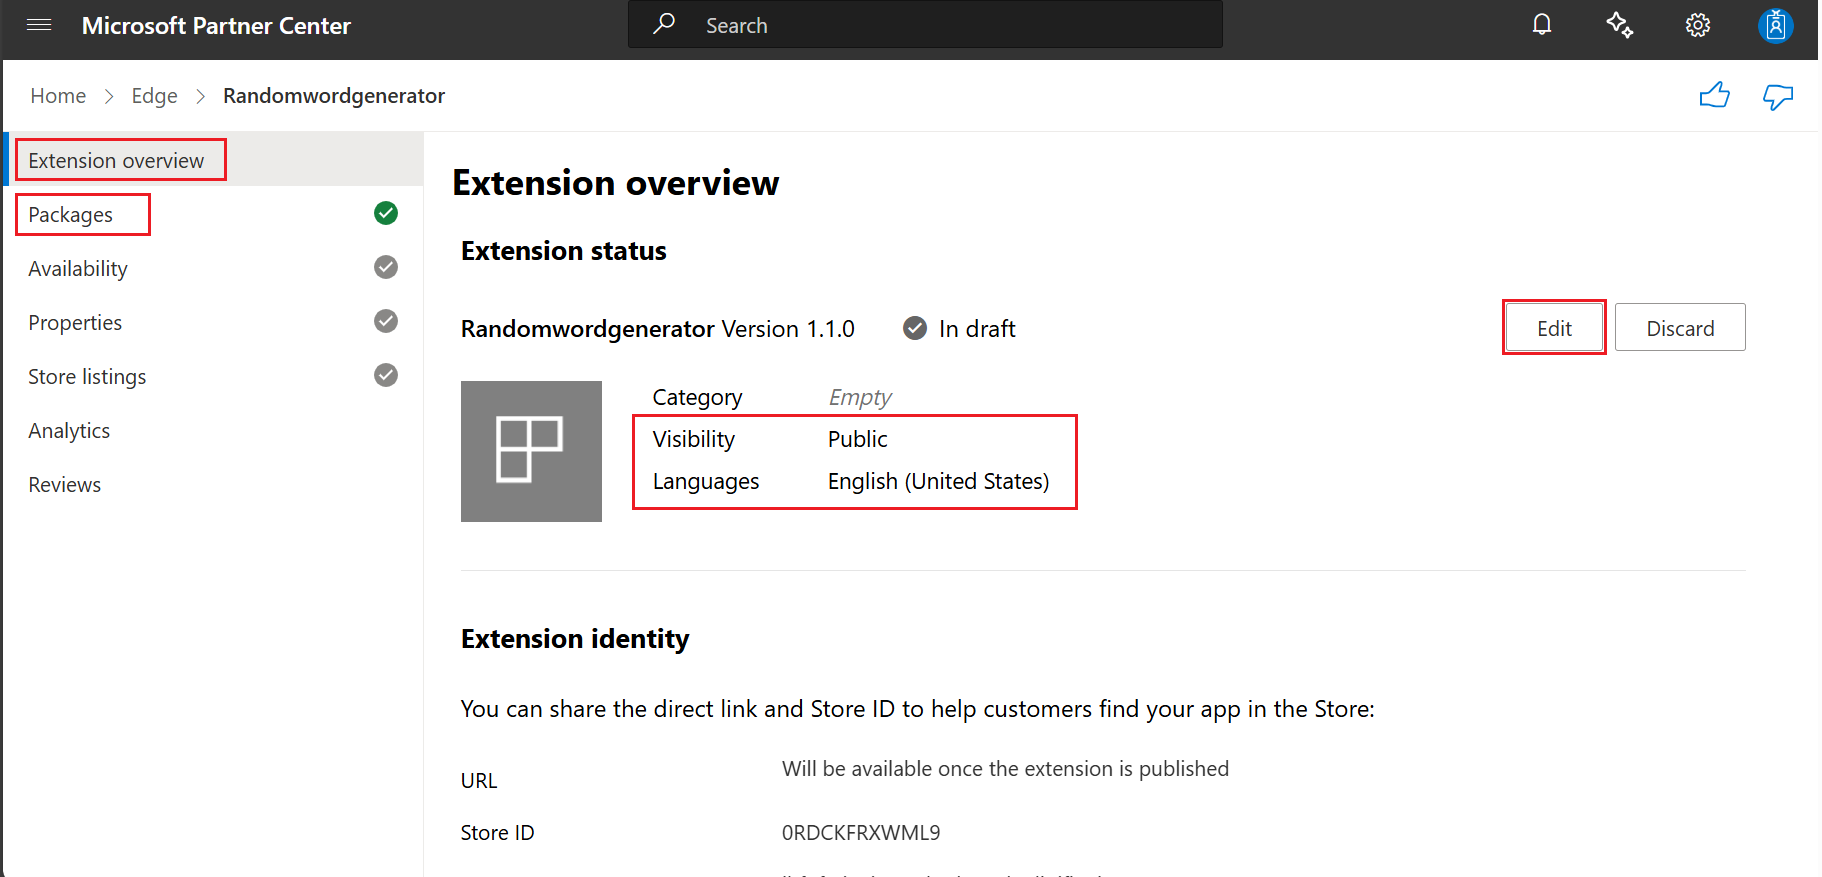 Microsoft Partner Center
Search
Home > Edge > Randomwordgenerator
Extension overview
Packages
Availability
Properties
Store listings
Analytics
Reviews
Extension overview
Extension status
Randomwordgenerator Version 1.1.0 In draft
Edit Discard
Category Empty
Visibility Public
Languages English (United States)
Extension identity
You can share the direct link and Store ID to help customers find your app in the Store:
URL Will be available once the extension is published
Store ID 0RDCKFRXWML9